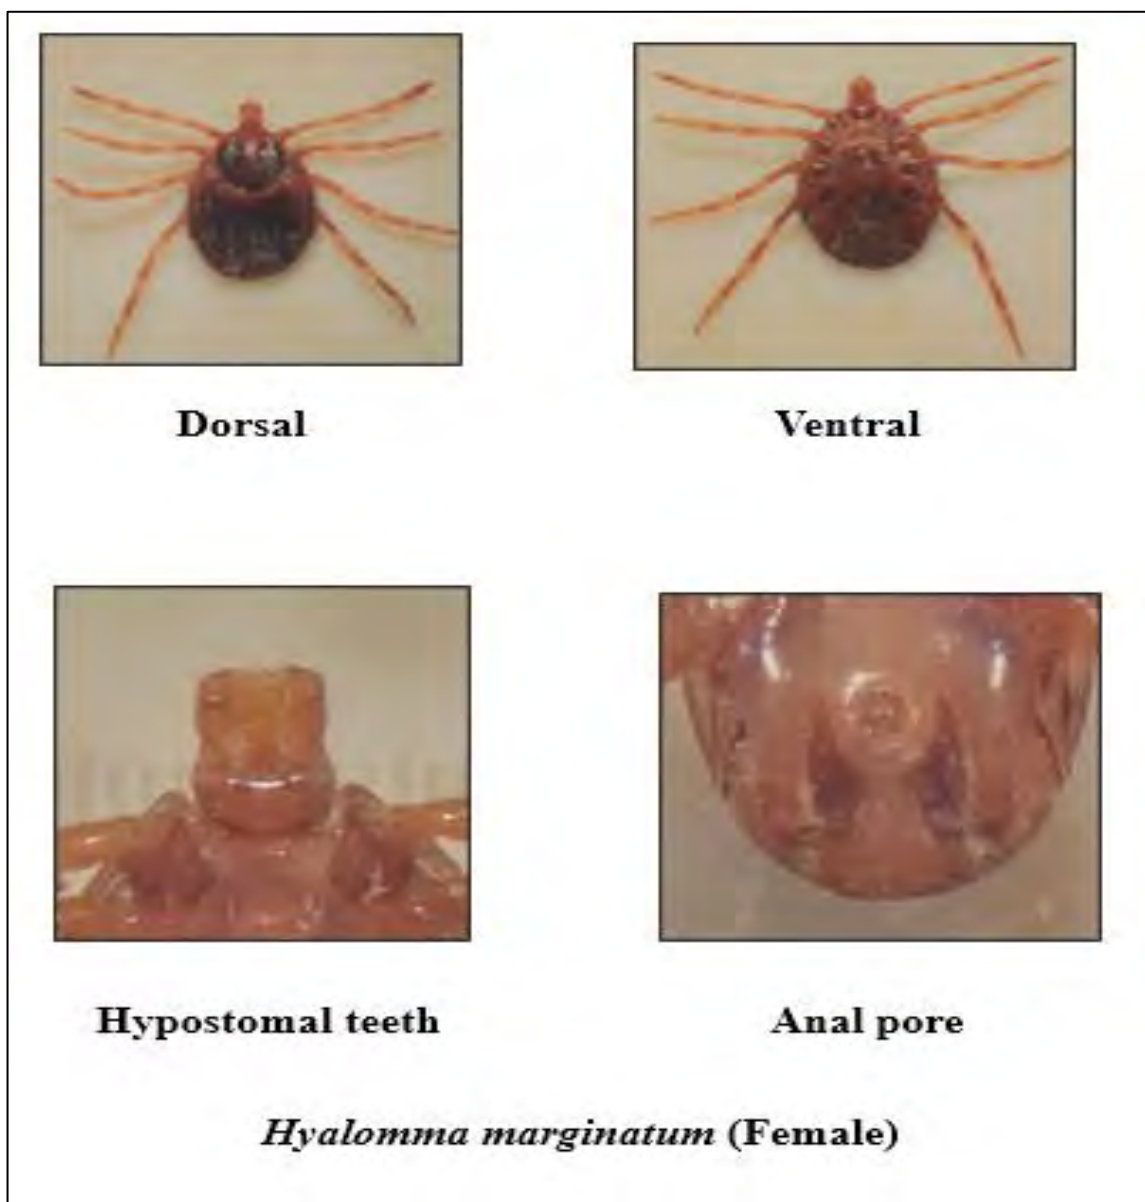 Dorsal
Ventral
Hypostomal teeth
Anal pore
Hyalomma marginatum (Female)